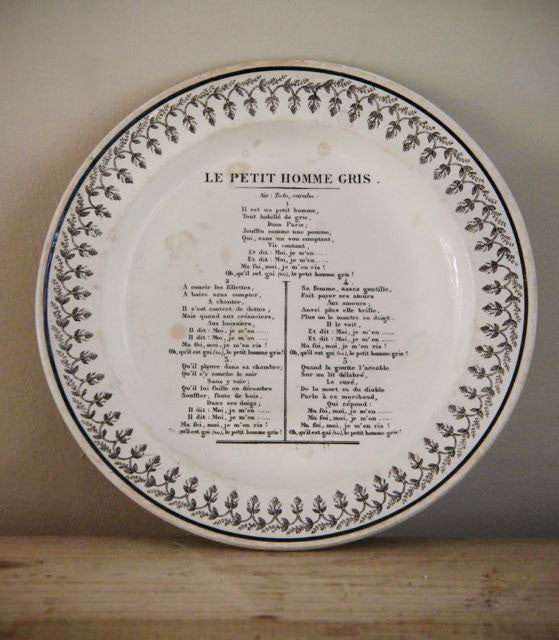 LE PETIT HOMME GRIS .
Air : Toto, carabo .
1
Il est un petit homme,
Tout habillé de gris,
Dans Paris;
Joufflu comme une pomme,
Qui, sans un sou comptant,
Vit content,
Et dit : Moi, je m'en .....
Et dit : Moi, je m'en .....
Ma foi, moi, je m'en ris !
Oh, qu'il est gai (bis), le petit homme gris !
2
A courir les fillettes,
A boire sans compter,
A chanter,
Il s'est couvert de dettes ;
Mais quand aux créanciers,
Aux huissiers,
Il dit : Moi, je m'en .....
Il dit : Moi, je m'en .....
Ma foi, moi, je m'en ris !
Oh, qu'il est gai (bis), le petit homme gris !
3
Qu'il pleuve dans sa chambre;
Qu'il s'y couche le soir
Sans y voir;
Qu'il lui faille en décembre
Souffler, faute de bois,
Dans ses doigts,
Il dit : Moi, je m'en .....
Il dit : Moi, je m'en .....
Ma foi, moi, je m'en ris !
qu'il est gai (bis), le petit homme gris !
4
Sa femme, assez gentille,
Fait payer ses atours
Aux amours ;
Aussi plus elle brille,
Plus on le montre au doigt.
Il le voit,
Et dit : Moi, je m'en .....
Et dit : Moi, je m'en .....
Ma foi, moi, je m'en ris !
Oh, qu'il est gai (bis), le petit homme gris !
5
Quand la goutte l'accable
Sur un lit délabré,
Le curé,
De la mort et du diable
Parle à ce moribond,
Qui répond :
Ma foi, moi, je m'en .....
Ma foi, moi, je m'en .....
Ma foi, moi, je m'en ris !
Oh, qu'il est gai (bis), le petit homme gris !